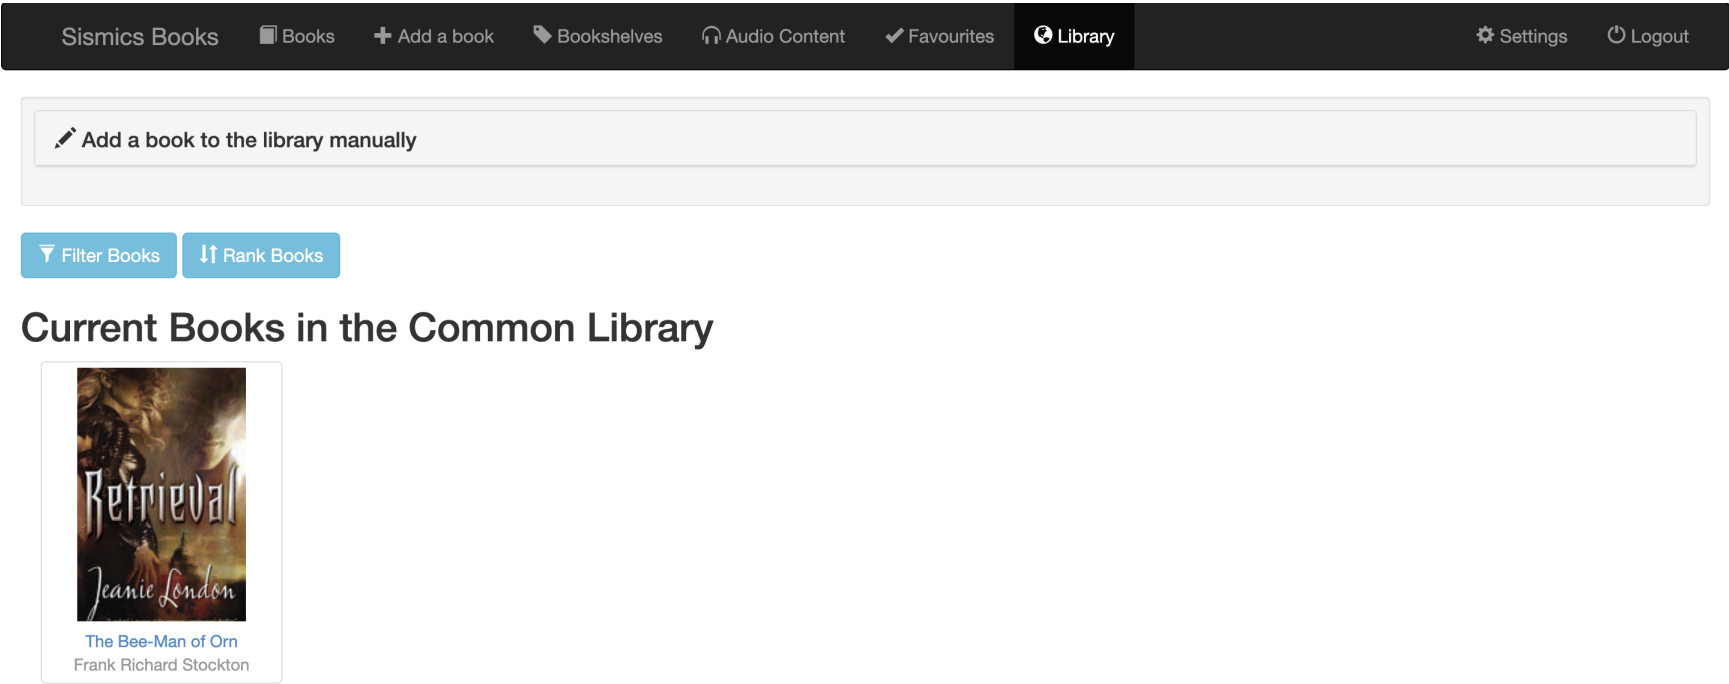 Sismics Books Books Add a book Bookshelves Audio Content Favourites Library Settings Logout
Add a book to the library manually
Filter Books Rank Books
Current Books in the Common Library
Retrieval
Jeanie London
The Bee-Man of Orn
Frank Richard Stockton